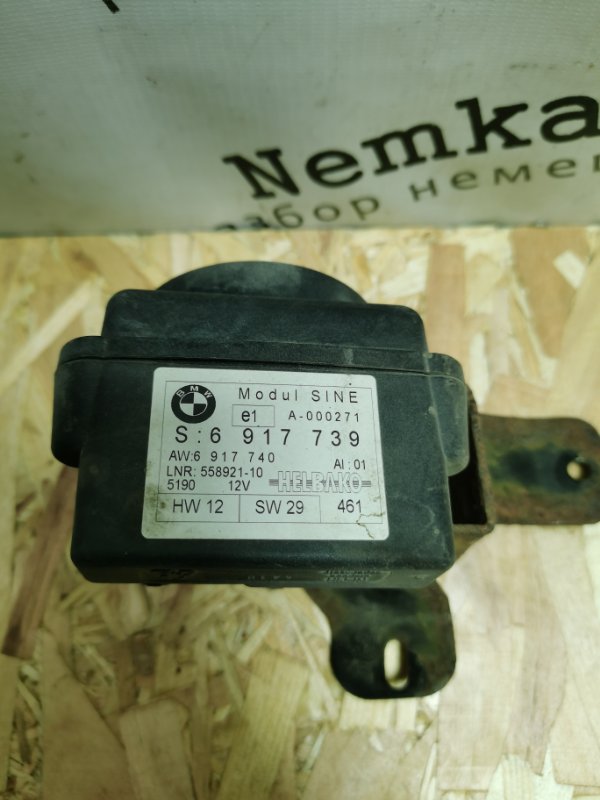 Nemka
збор немец
BMW
Modul SINE
e1 A-000271
S: 6 917 739
AW:6 917 740 AI: 01
LNR: 558921-10 HELBAKO
5190 12V
HW 12 SW 29 461